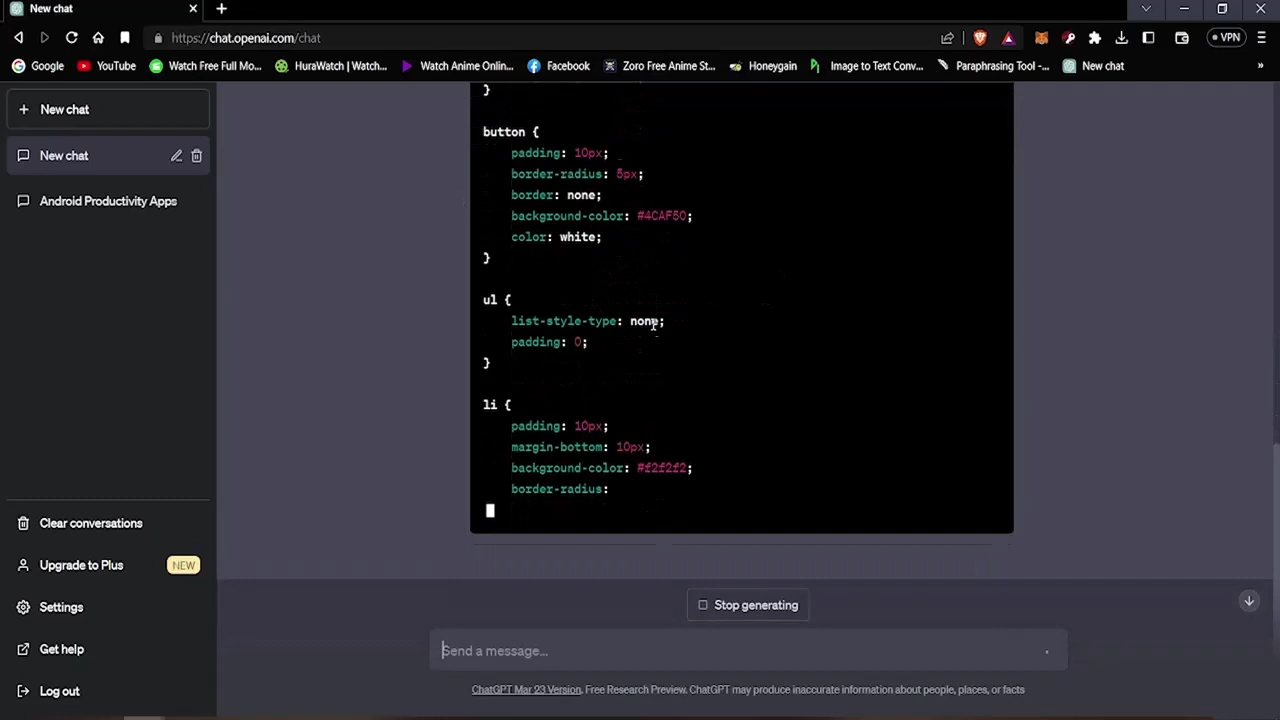 New chat
https://chat.openai.com/chat
VPN
Google
YouTube
Watch Free Full Mo...
HuraWatch | Watch...
Watch Anime Online...
Facebook
Zoro Free Anime St...
Honeygain
Image to Text Conv...
Paraphrasing Tool -...
New chat
»
+ New chat
New chat
Android Productivity Apps
Clear conversations
Upgrade to Plus NEW
Settings
Get help
Log out
}
button {
padding: 10px;
border-radius: 5px;
border: none;
background-color: #4CAF50;
color: white;
}
ul {
list-style-type: none;
padding: 0;
}
li {
padding: 10px;
margin-bottom: 10px;
background-color: #f2f2f2;
border-radius:
Stop generating
Send a message...
ChatGPT Mar 23 Version. Free Research Preview. ChatGPT may produce inaccurate information about people, places, or facts